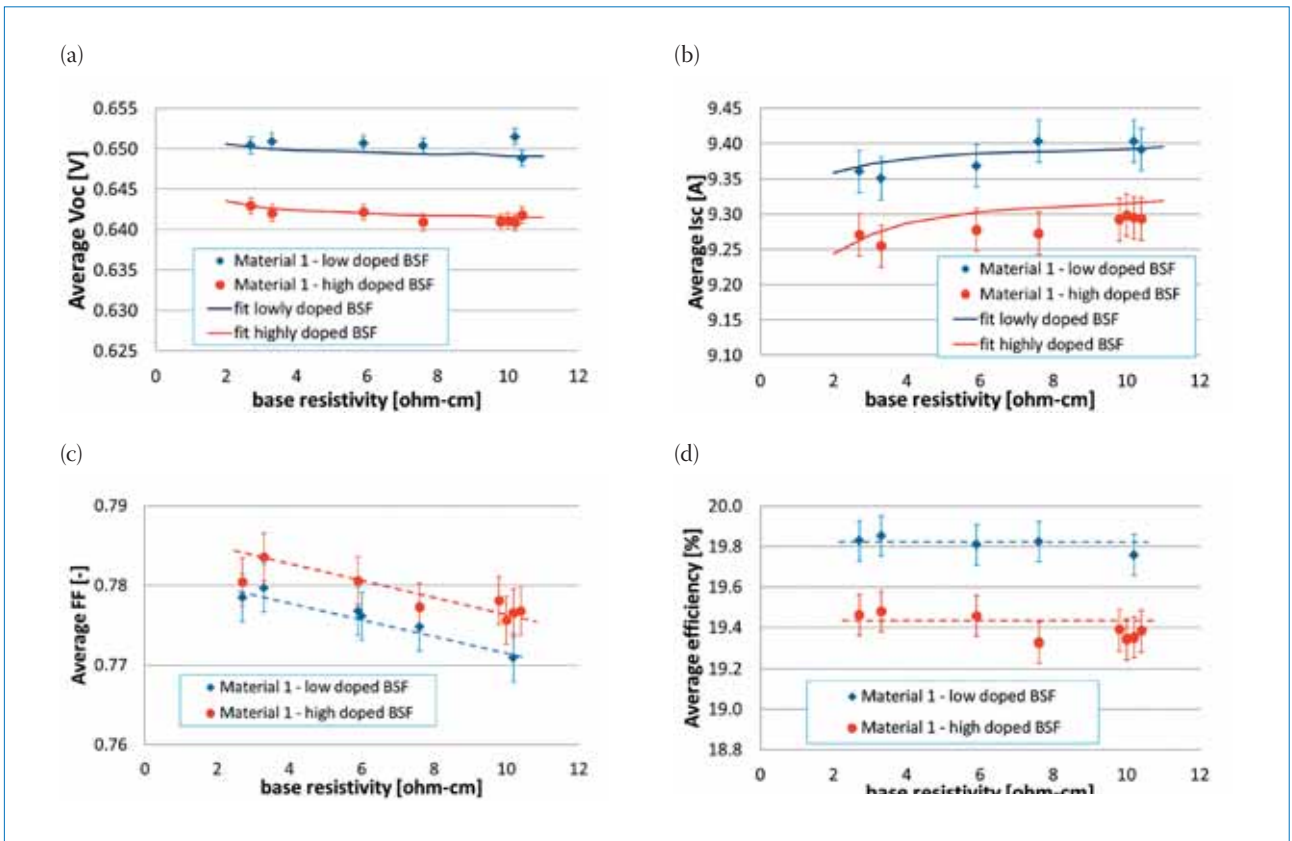 (a)
0.655
0.650
0.645
0.640
0.635
0.630
0.625
Average Voc [V]
Material 1 - low doped BSF
Material 1 - high doped BSF
fit lowly doped BSF
fit highly doped BSF
0 2 4 6 8 10 12
base resistivity [ohm-cm]
(b)
9.45
9.40
9.35
9.30
9.25
9.20
9.15
9.10
Average Isc [A]
Material 1 - low doped BSF
Material 1 - high doped BSF
fit lowly doped BSF
fit highly doped BSF
0 2 4 6 8 10 12
base resistivity [ohm-cm]
(c)
0.79
0.78
0.77
0.76
Average FF [-]
Material 1 - low doped BSF
Material 1 - high doped BSF
0 2 4 6 8 10 12
base resistivity [ohm-cm]
(d)
20.0
19.8
19.6
19.4
19.2
19.0
18.8
Average efficiency [%]
Material 1 - low doped BSF
Material 1 - high doped BSF
0 2 4 6 8 10 12
base resistivity [ohm-cm]